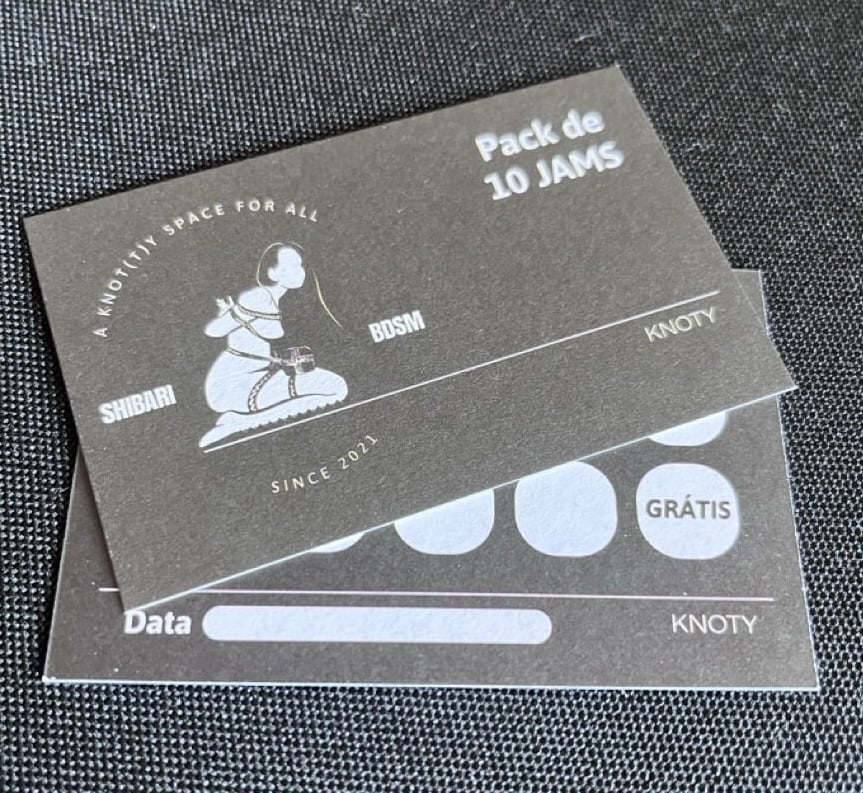 Pack de
10 JAMS
A KNOT(T)Y SPACE FOR ALL
BDSM
SHIBARI
KNOTY
SINCE 2021
GRÁTIS
Data
KNOTY